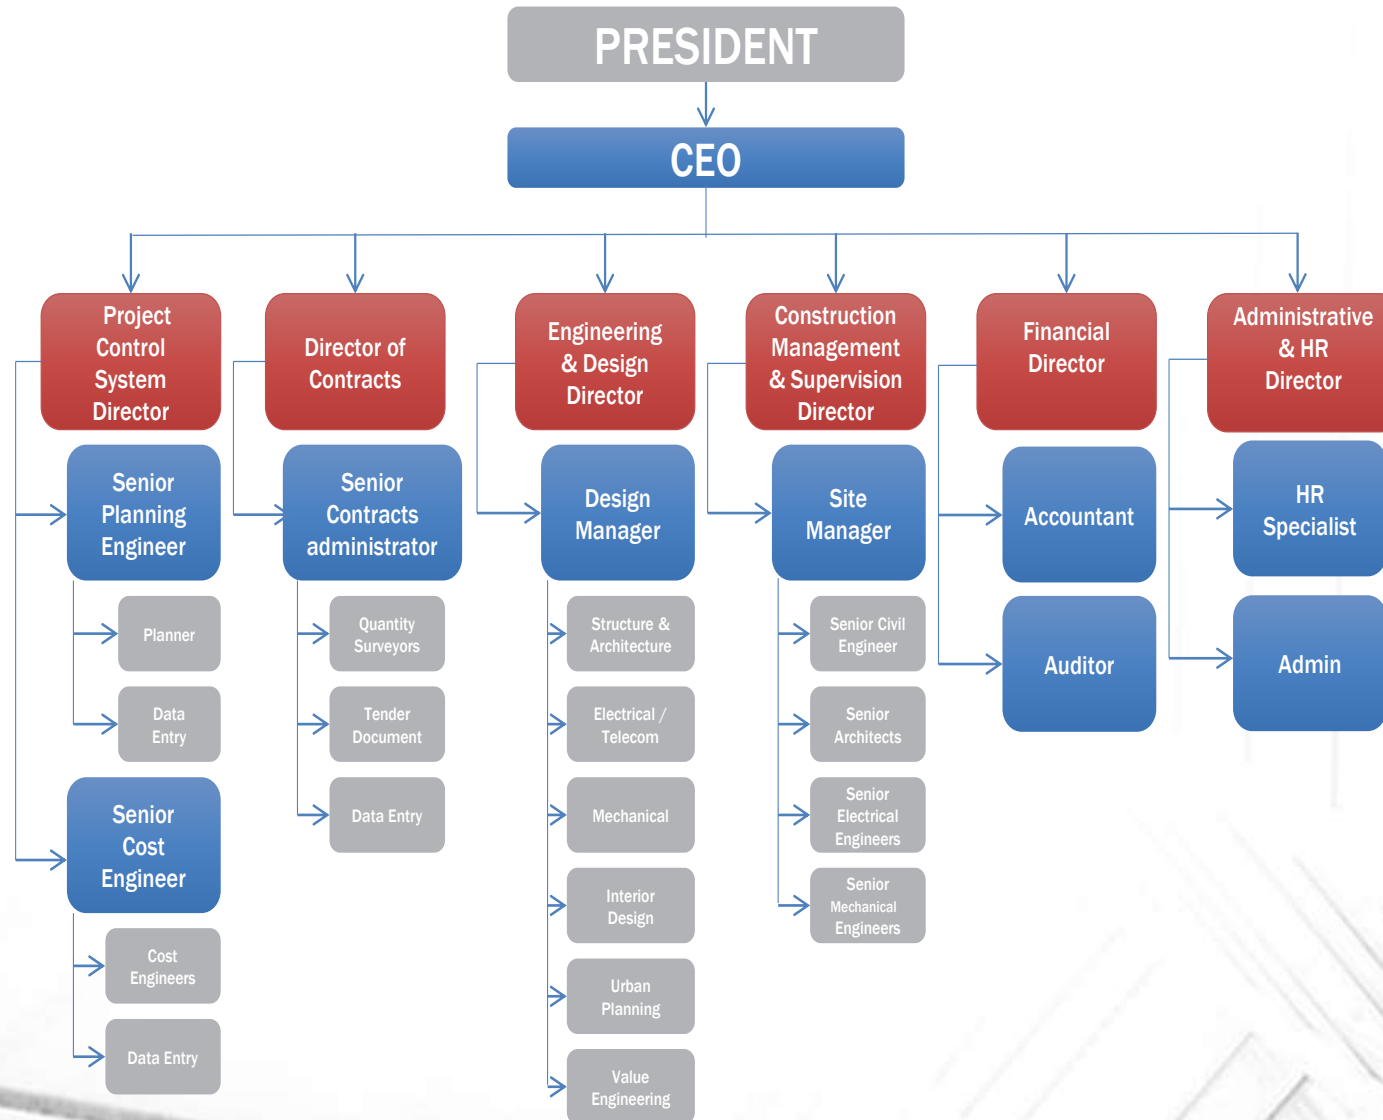 PRESIDENT
CEO
Project
Control
System
Director
Director of
Contracts
Engineering
& Design
Director
Construction
Management
& Supervision
Director
Financial
Director
Administrative
& HR
Director
Senior
Planning
Engineer
Planner
Data
Entry
Senior
Cost
Engineer
Cost
Engineers
Data Entry
Senior
Contracts
administrator
Quantity
Surveyors
Tender
Document
Data Entry
Design
Manager
Structure &
Architecture
Electrical /
Telecom
Mechanical
Interior
Design
Urban
Planning
Value
Engineering
Site
Manager
Senior Civil
Engineer
Senior
Architects
Senior
Electrical
Engineers
Senior
Mechanical
Engineers
Accountant
Auditor
HR
Specialist
Admin